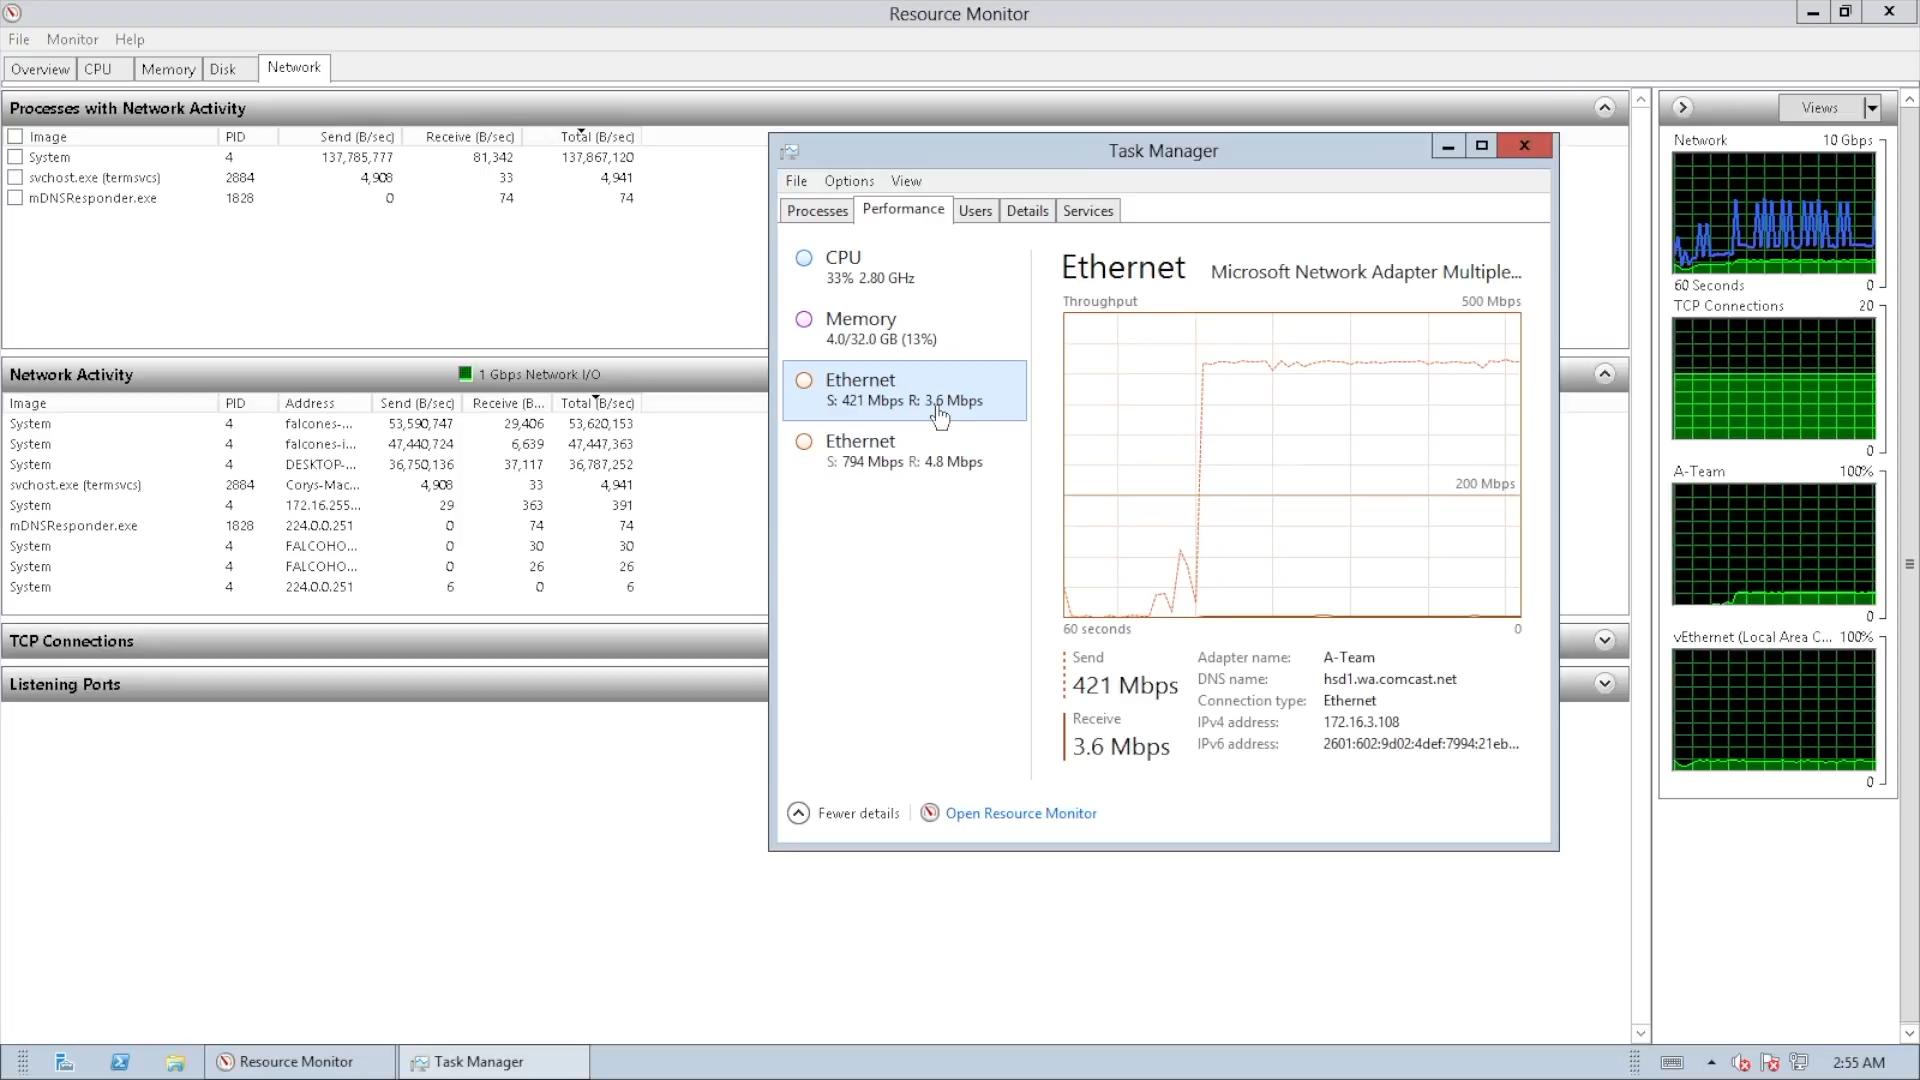 Resource Monitor
File Monitor Help
Overview CPU Memory Disk Network
Processes with Network Activity
Image PID Send (B/sec) Receive (B/sec) Total (B/sec)
System 4 137,785,777 81,342 137,867,120
svchost.exe (termsvcs) 2884 4,908 33 4,941
mDNSResponder.exe 1828 0 74 74
Network Activity 1 Gbps Network I/O
Image PID Address Send (B/sec) Receive (B... Total (B/sec)
System 4 falcones-... 53,590,747 29,406 53,620,153
System 4 falcones-i... 47,440,724 6,639 47,447,363
System 4 DESKTOP-... 36,750,136 37,117 36,787,252
svchost.exe (termsvcs) 2884 Corys-Mac... 4,908 33 4,941
System 4 172.16.255... 29 363 391
mDNSResponder.exe 1828 224.0.0.251 0 74 74
System 4 FALCOHO... 0 30 30
System 4 FALCOHO... 0 26 26
System 4 224.0.0.251 6 0 6
TCP Connections
Listening Ports
Task Manager
File Options View
Processes Performance Users Details Services
CPU
33% 2.80 GHz
Memory
4.0/32.0 GB (13%)
Ethernet
S: 421 Mbps R: 3.6 Mbps
Ethernet
S: 794 Mbps R: 4.8 Mbps
Ethernet Microsoft Network Adapter Multiple...
Throughput 500 Mbps
200 Mbps
60 seconds 0
Send
421 Mbps
Receive
3.6 Mbps
Adapter name: A-Team
DNS name: hsd1.wa.comcast.net
Connection type: Ethernet
IPv4 address: 172.16.3.108
IPv6 address: 2601:602:9d02:4def:7994:21eb...
Fewer details Open Resource Monitor
Views
Network 10 Gbps
60 Seconds 0
TCP Connections 20
0
A-Team 100%
0
vEthernet (Local Area C... 100%
0
Resource Monitor Task Manager 2:55 AM